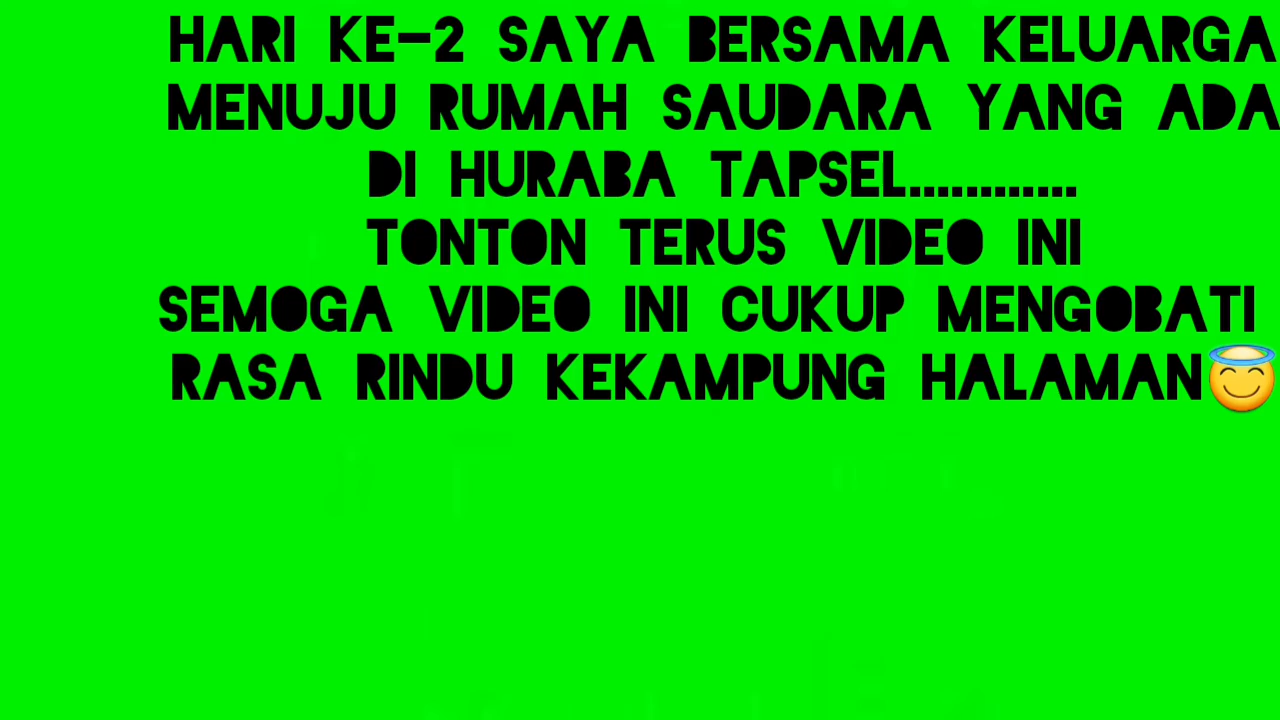 HARI KE-2 SAYA BERSAMA KELUARGA
MENUJU RUMAH SAUDARA YANG ADA
DI HURABA TAPSEL............
TONTON TERUS VIDEO INI
SEMOGA VIDEO INI CUKUP MENGOBATI
RASA RINDU KEKAMPUNG HALAMAN😇